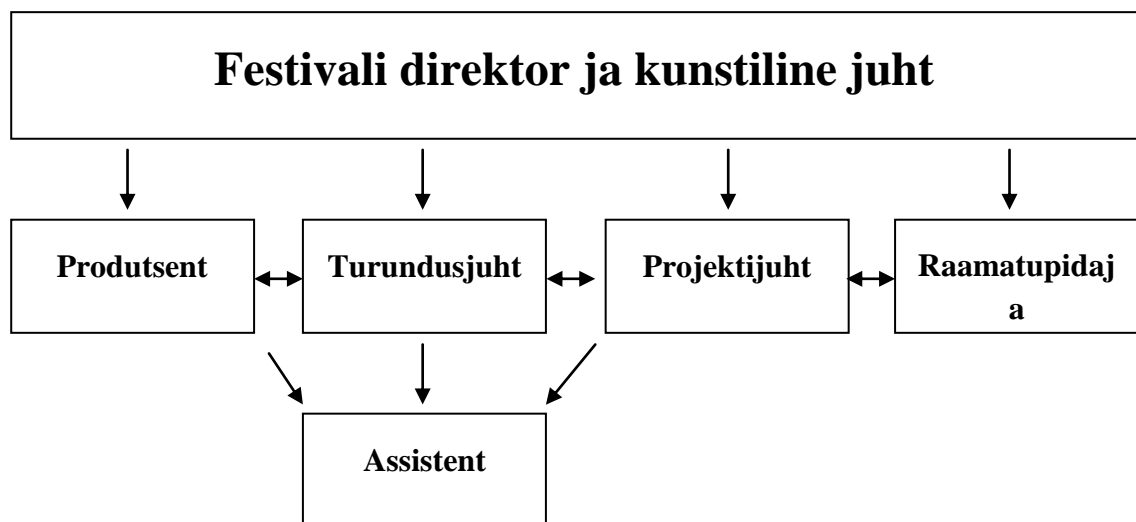 Festivali direktor ja kunstiline juht
Produtsent
Turundusjuht
Projektijuht
Raamatupidaj
a
Assistent